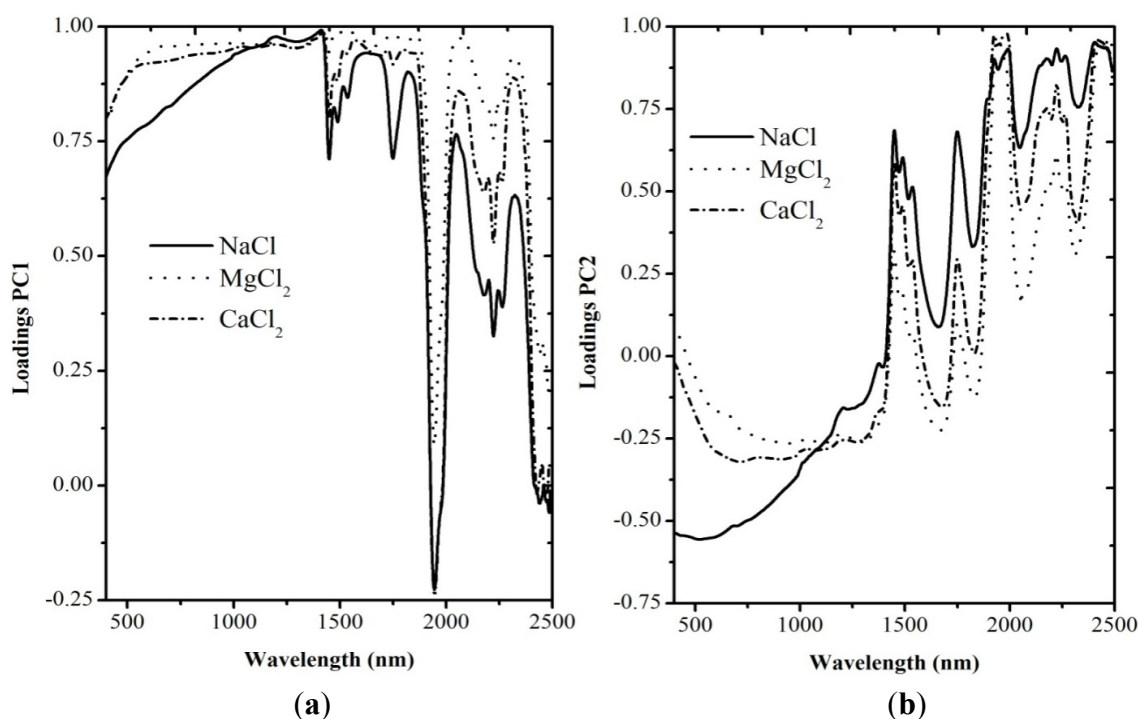 1.00
0.75
0.50
0.25
0.00
-0.25
Loadings PC1
NaCl
MgCl2
CaCl2
500 1000 1500 2000 2500
Wavelength (nm)
(a)
1.00
0.75
0.50
0.25
0.00
-0.25
-0.50
-0.75
Loadings PC2
NaCl
MgCl2
CaCl2
500 1000 1500 2000 2500
Wavelength (nm)
(b)